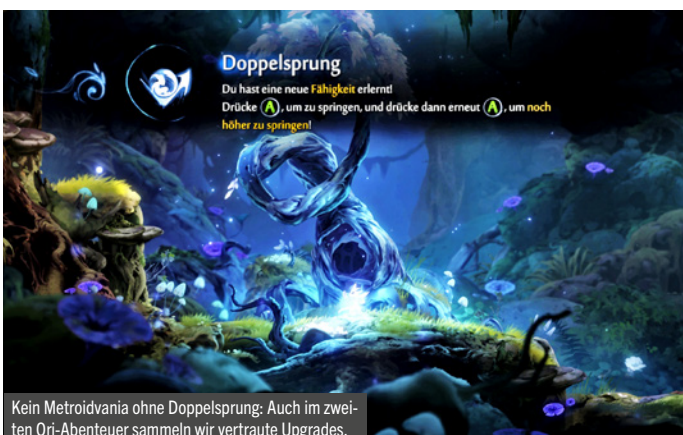 Doppelsprung
Du hast eine neue Fähigkeit erlernt!
Drücke A, um zu springen, und drücke dann erneut A, um noch
höher zu springen!
Kein Metroidvania ohne Doppelsprung: Auch im zwei-
ten Ori-Abenteuer sammeln wir vertraute Upgrades.